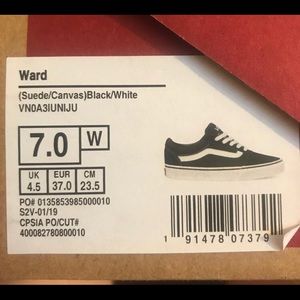 Ward
(Suede/Canvas)Black/White
VN0A3IUNIJU
7.0 W
UK EUR CM
4.5 37.0 23.5
PO# 0135853985000010
S2V-01/19
CPSIA PO/CUT#
400082780800010
1 91478 07379